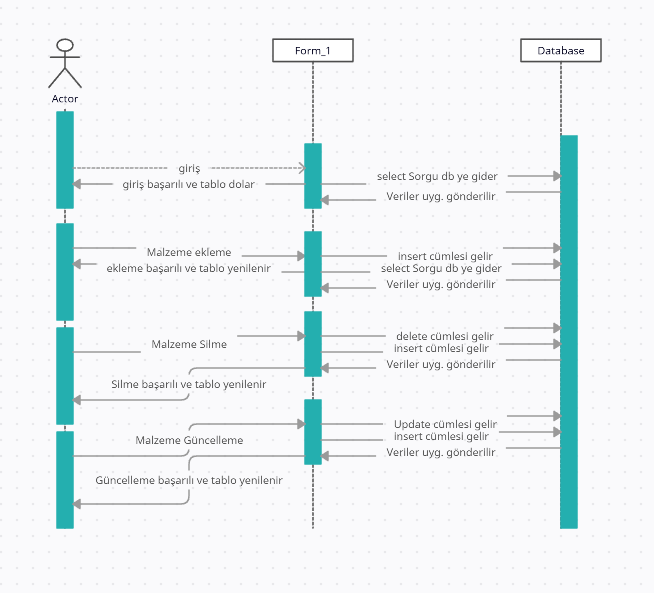 Form_1
Database
Actor
giriş
select Sorgu db ye gider
giriş başarılı ve tablo dolar
Veriler uyg. gönderilir
Malzeme ekleme
insert cümlesi gelir
ekleme başarılı ve tablo yenilenir
select Sorgu db ye gider
Veriler uyg. gönderilir
delete cümlesi gelir
Malzeme Silme
insert cümlesi gelir
Veriler uyg. gönderilir
Silme başarılı ve tablo yenilenir
Update cümlesi gelir
Malzeme Güncelleme
insert cümlesi gelir
Veriler uyg. gönderilir
Güncelleme başarılı ve tablo yenilenir